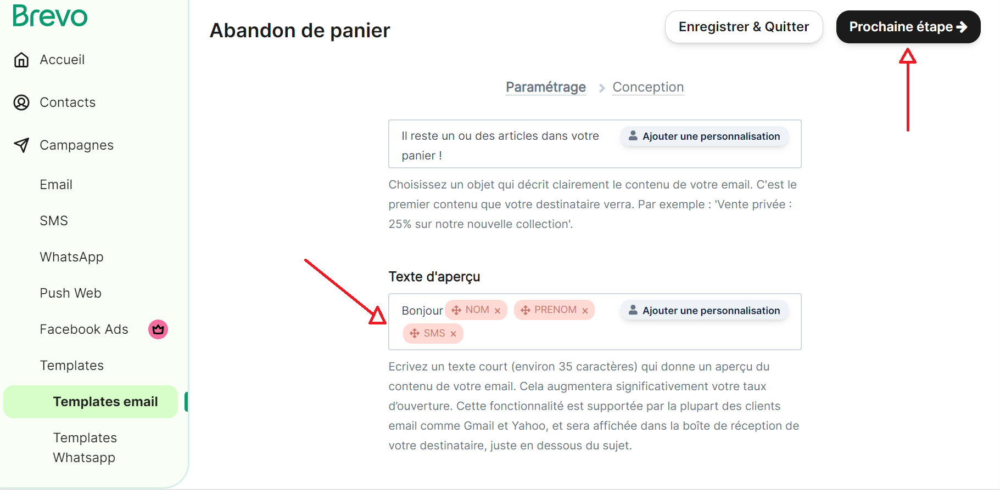 Brevo
Accueil
Contacts
Campagnes
Email
SMS
WhatsApp
Push Web
Facebook Ads
Templates
Templates email
Templates
Whatsapp
Abandon de panier
Enregistrer & Quitter
Prochaine étape
Paramétrage
Conception
Il reste un ou des articles dans votre
panier !
Ajouter une personnalisation
Choisissez un objet qui décrit clairement le contenu de votre email. C'est le
premier contenu que votre destinataire verra. Par exemple : 'Vente privée :
25% sur notre nouvelle collection'.
Texte d'aperçu
Bonjour NOM × PRENOM ×
Ajouter une personnalisation
SMS ×
Ecrivez un texte court (environ 35 caractères) qui donne un aperçu du
contenu de votre email. Cela augmentera significativement votre taux
d’ouverture. Cette fonctionnalité est supportée par la plupart des clients
email comme Gmail et Yahoo, et sera affichée dans la boîte de réception de
votre destinataire, juste en dessous du sujet.